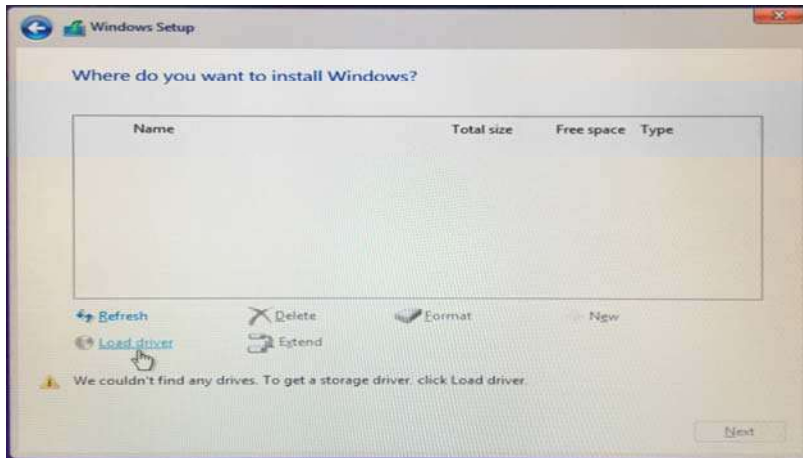 Windows Setup
Where do you want to install Windows?
Name Total size Free space Type
Refresh Delete Format New
Load driver Extend
We couldn't find any drives. To get a storage driver, click Load driver.
Next